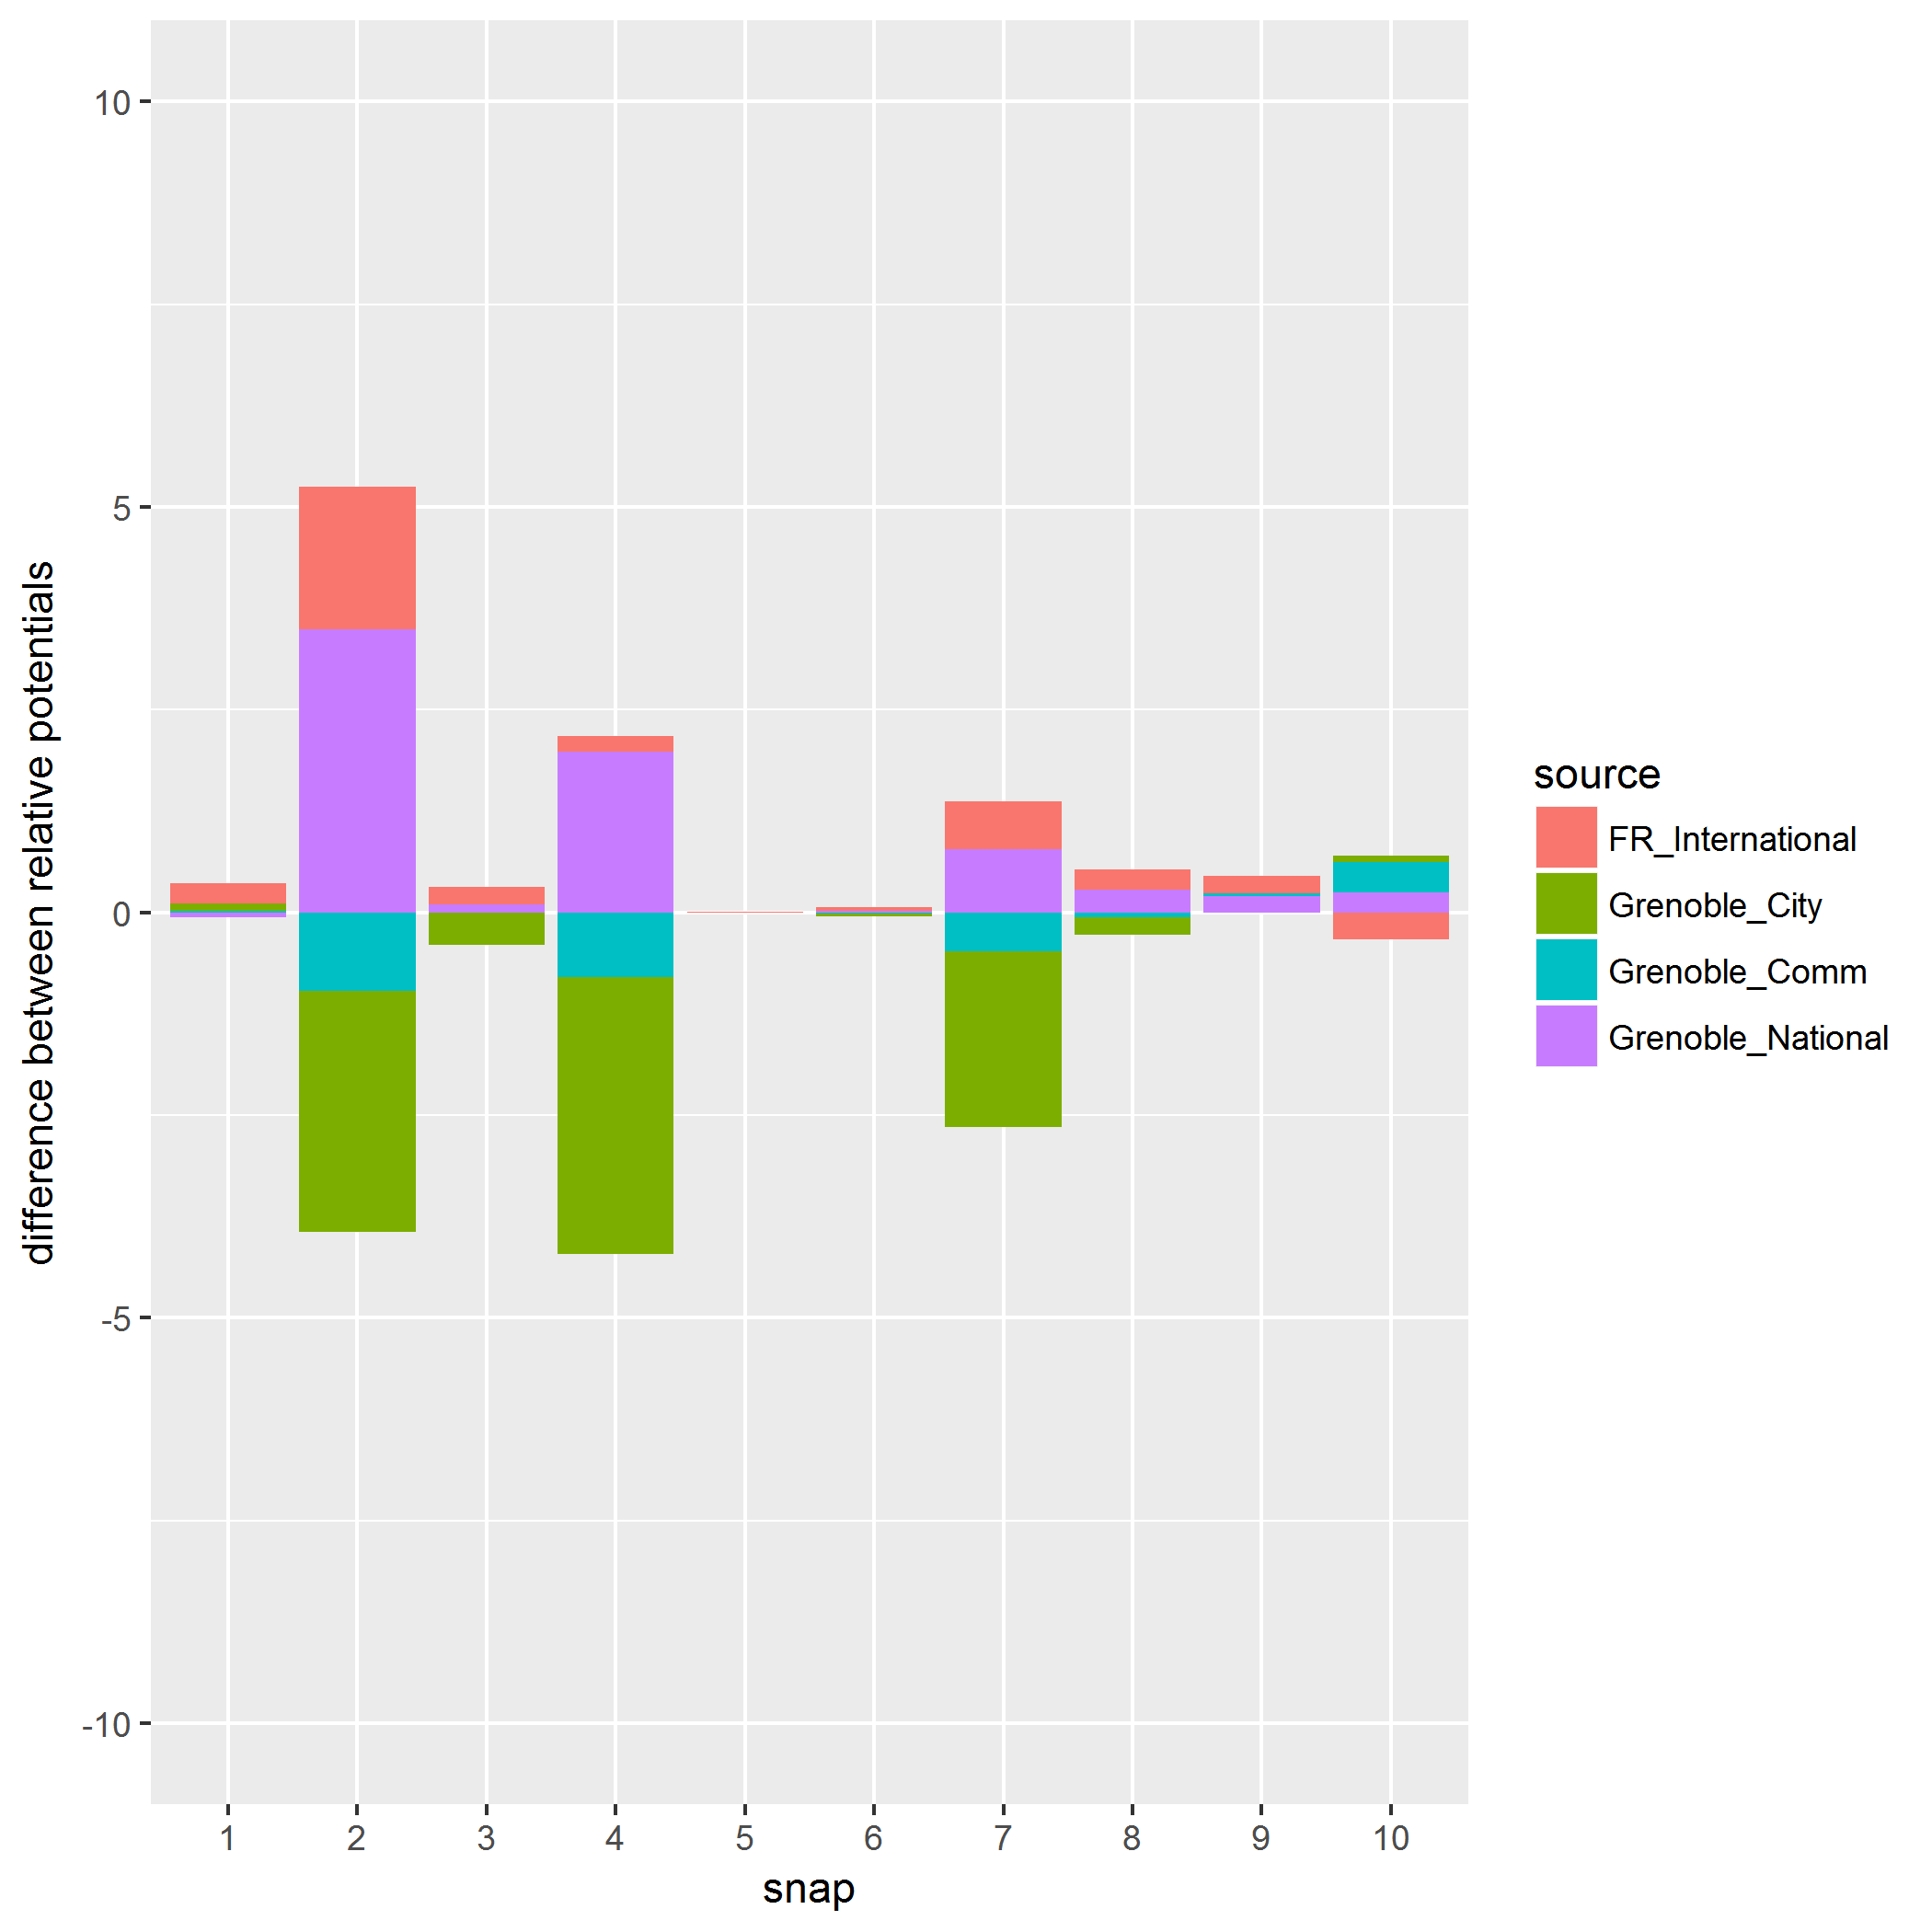 difference between relative potentials
10
5
0
-5
-10
1 2 3 4 5 6 7 8 9 10
snap
source
FR_International
Grenoble_City
Grenoble_Comm
Grenoble_National